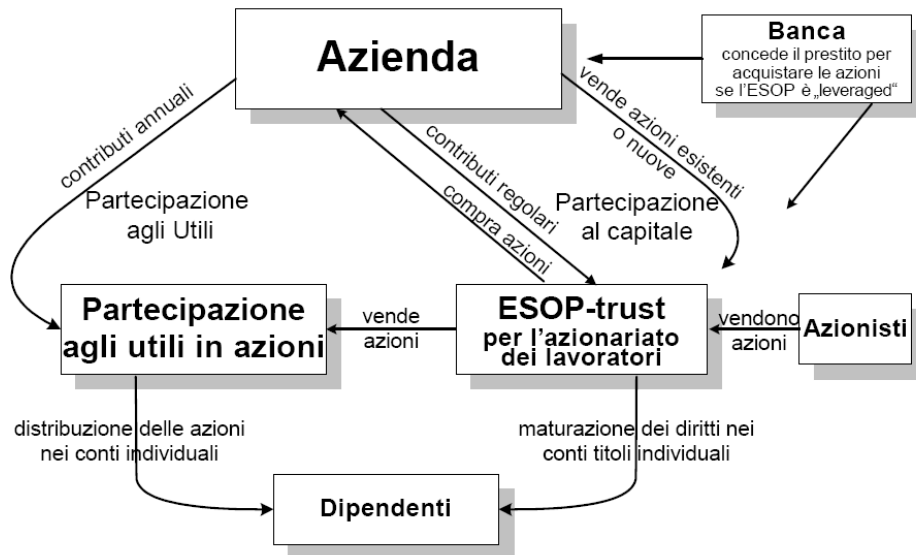 Azienda
Banca
concede il prestito per
acquistare le azioni
se l'ESOP è „leveraged”
contributi annuali
vende azioni esistenti
o nuove
contributi regolari
compra azioni
Partecipazione
agli Utili
Partecipazione
al capitale
Partecipazione
agli utili in azioni
vende
azioni
ESOP-trust
per l'azionariato
dei lavoratori
vendono
azioni
Azionisti
distribuzione delle azioni
nei conti individuali
maturazione dei diritti nei
conti titoli individuali
Dipendenti